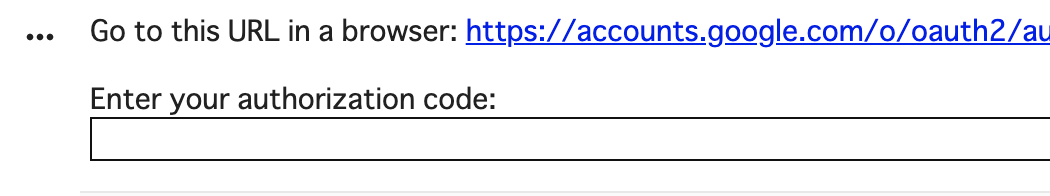 ... Go to this URL in a browser: https://accounts.google.com/o/oauth2/au
Enter your authorization code: